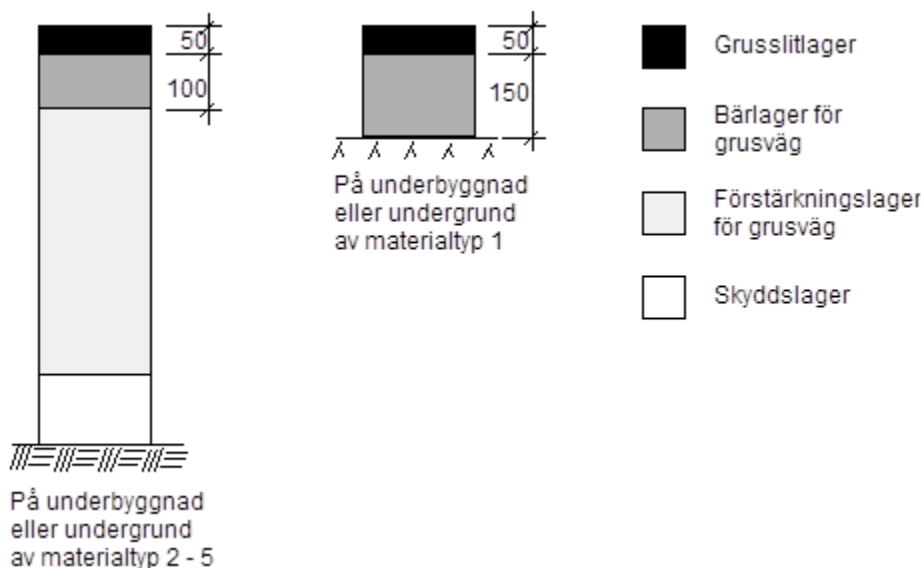 50
100
På underbyggnad
eller undergrund
av materialtyp 2 - 5
50
150
På underbyggnad
eller undergrund
av materialtyp 1
Grusslitlager
Bärlager för
grusväg
Förstärkningslager
för grusväg
Skyddslager